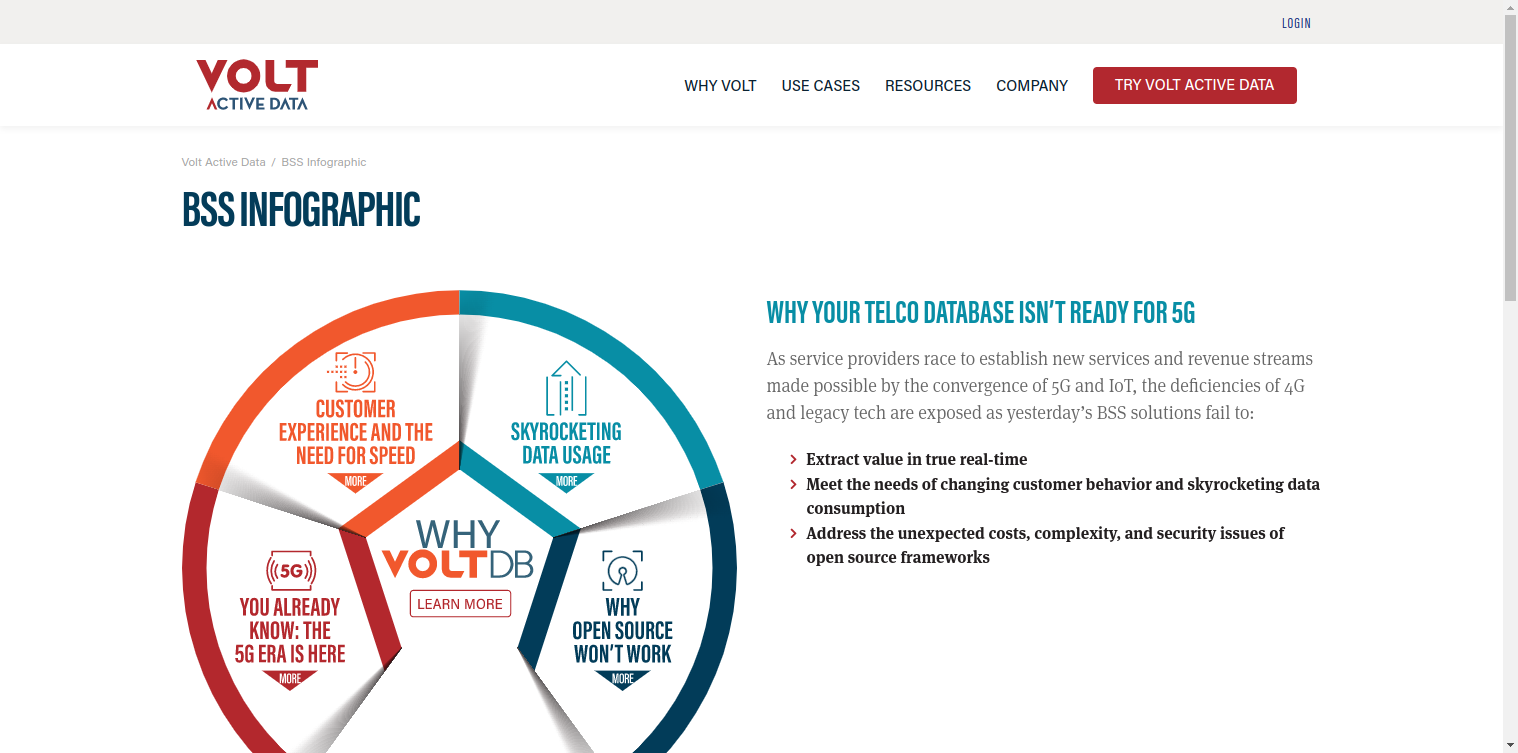 LOGIN
VOLT
ACTIVE DATA
WHY VOLT
USE CASES
RESOURCES
COMPANY
TRY VOLT ACTIVE DATA
Volt Active Data / BSS Infographic
BSS INFOGRAPHIC
CUSTOMER
EXPERIENCE AND THE
NEED FOR SPEED
MORE
SKYROCKETING
DATA USAGE
MORE
WHY
VOLTDB
LEARN MORE
5G
YOU ALREADY
KNOW: THE
5G ERA IS HERE
MORE
WHY
OPEN SOURCE
WON'T WORK
MORE
WHY YOUR TELCO DATABASE ISN'T READY FOR 5G
As service providers race to establish new services and revenue streams
made possible by the convergence of 5G and IoT, the deficiencies of 4G
and legacy tech are exposed as yesterday's BSS solutions fail to:
Extract value in true real-time
Meet the needs of changing customer behavior and skyrocketing data
consumption
Address the unexpected costs, complexity, and security issues of
open source frameworks